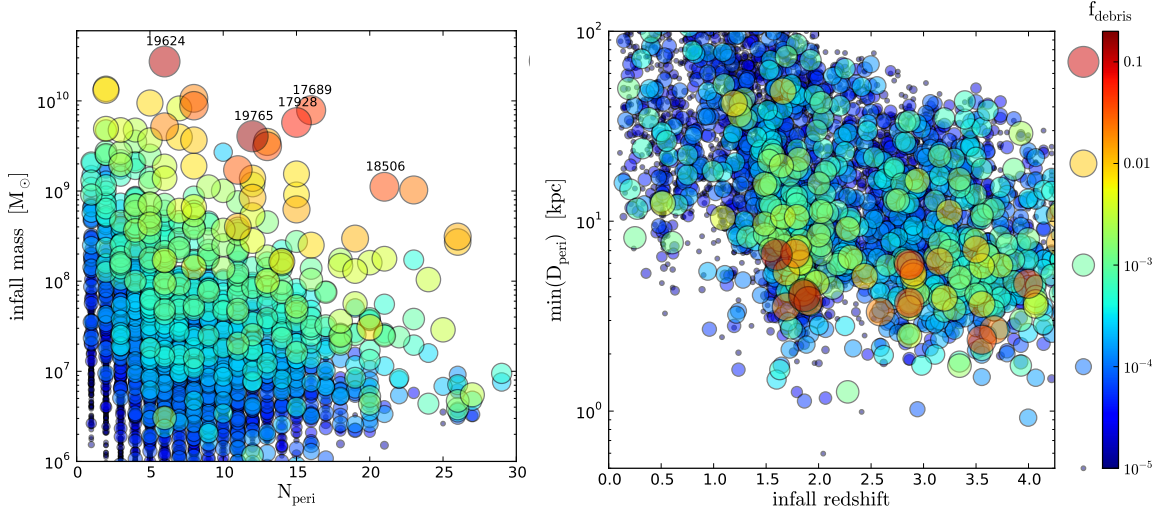 f_debris
19624
17689
17928
19765
18506
infall mass [M_⊙]
10^10
10^9
10^8
10^7
10^6
0 5 10 15 20 25 30
N_peri
min(D_peri) [kpc]
10^2
10^1
10^0
0.0 0.5 1.0 1.5 2.0 2.5 3.0 3.5 4.0
infall redshift
0.1
0.01
10^-3
10^-4
10^-5